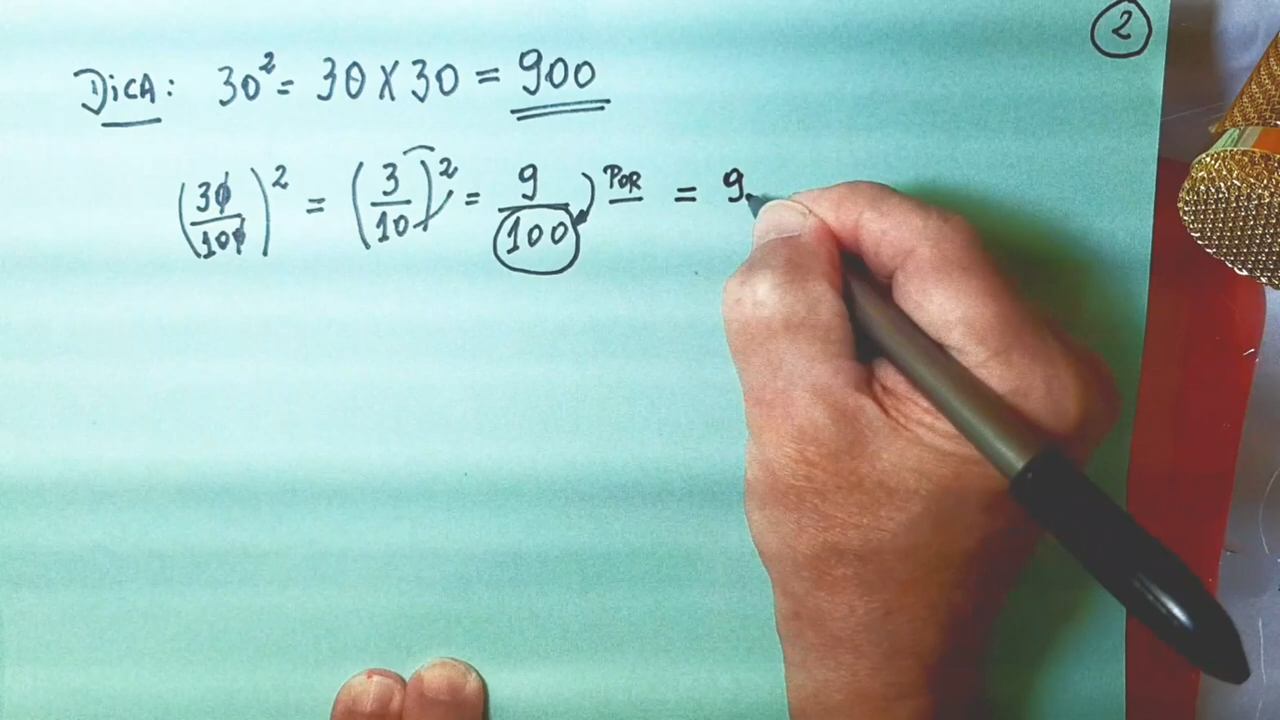 2
DiCA: 30² = 30 X 30 = 900
(30/100)² = (3/10)² = 9/100 POR = 9